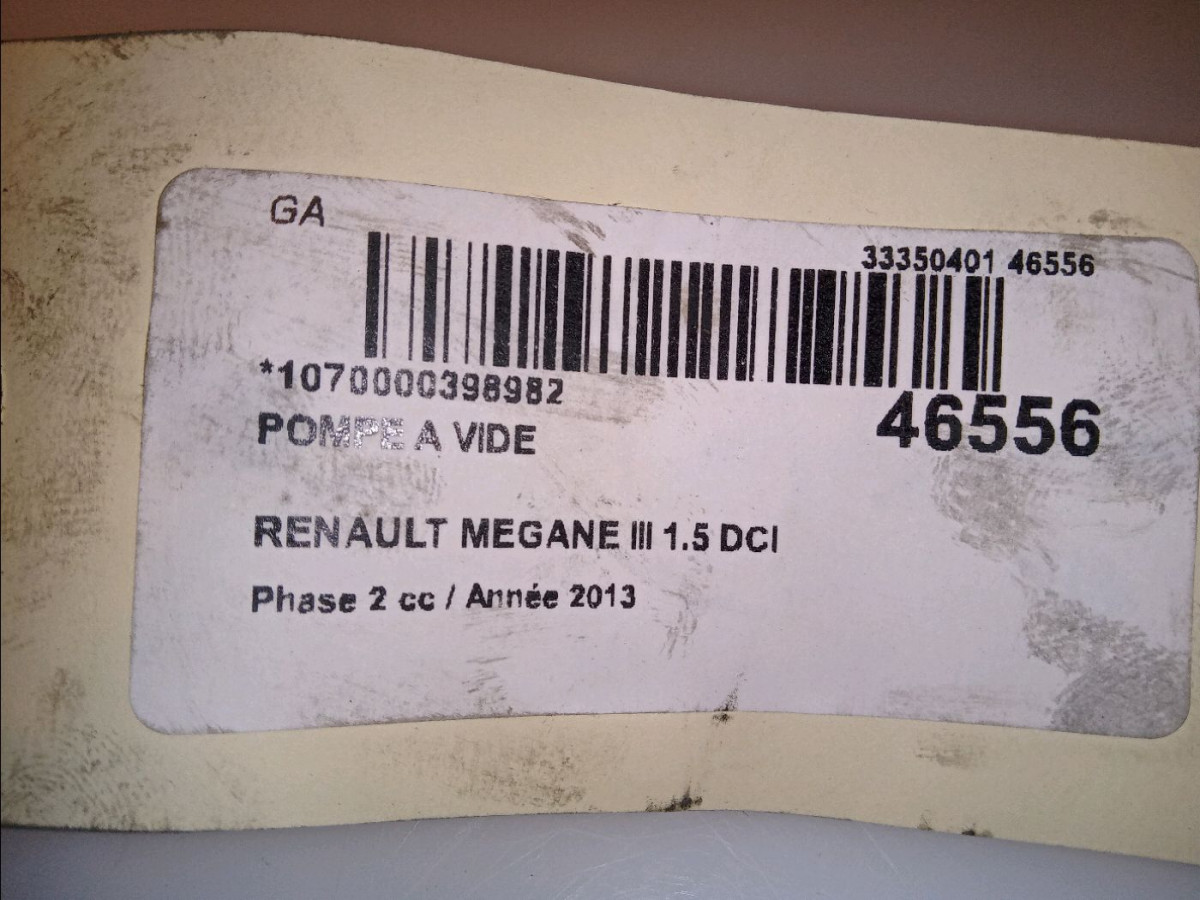 GA
33350401 46556
*1070000398982
46556
POMPE A VIDE
RENAULT MEGANE III 1.5 DCI
Phase 2 cc / Année 2013